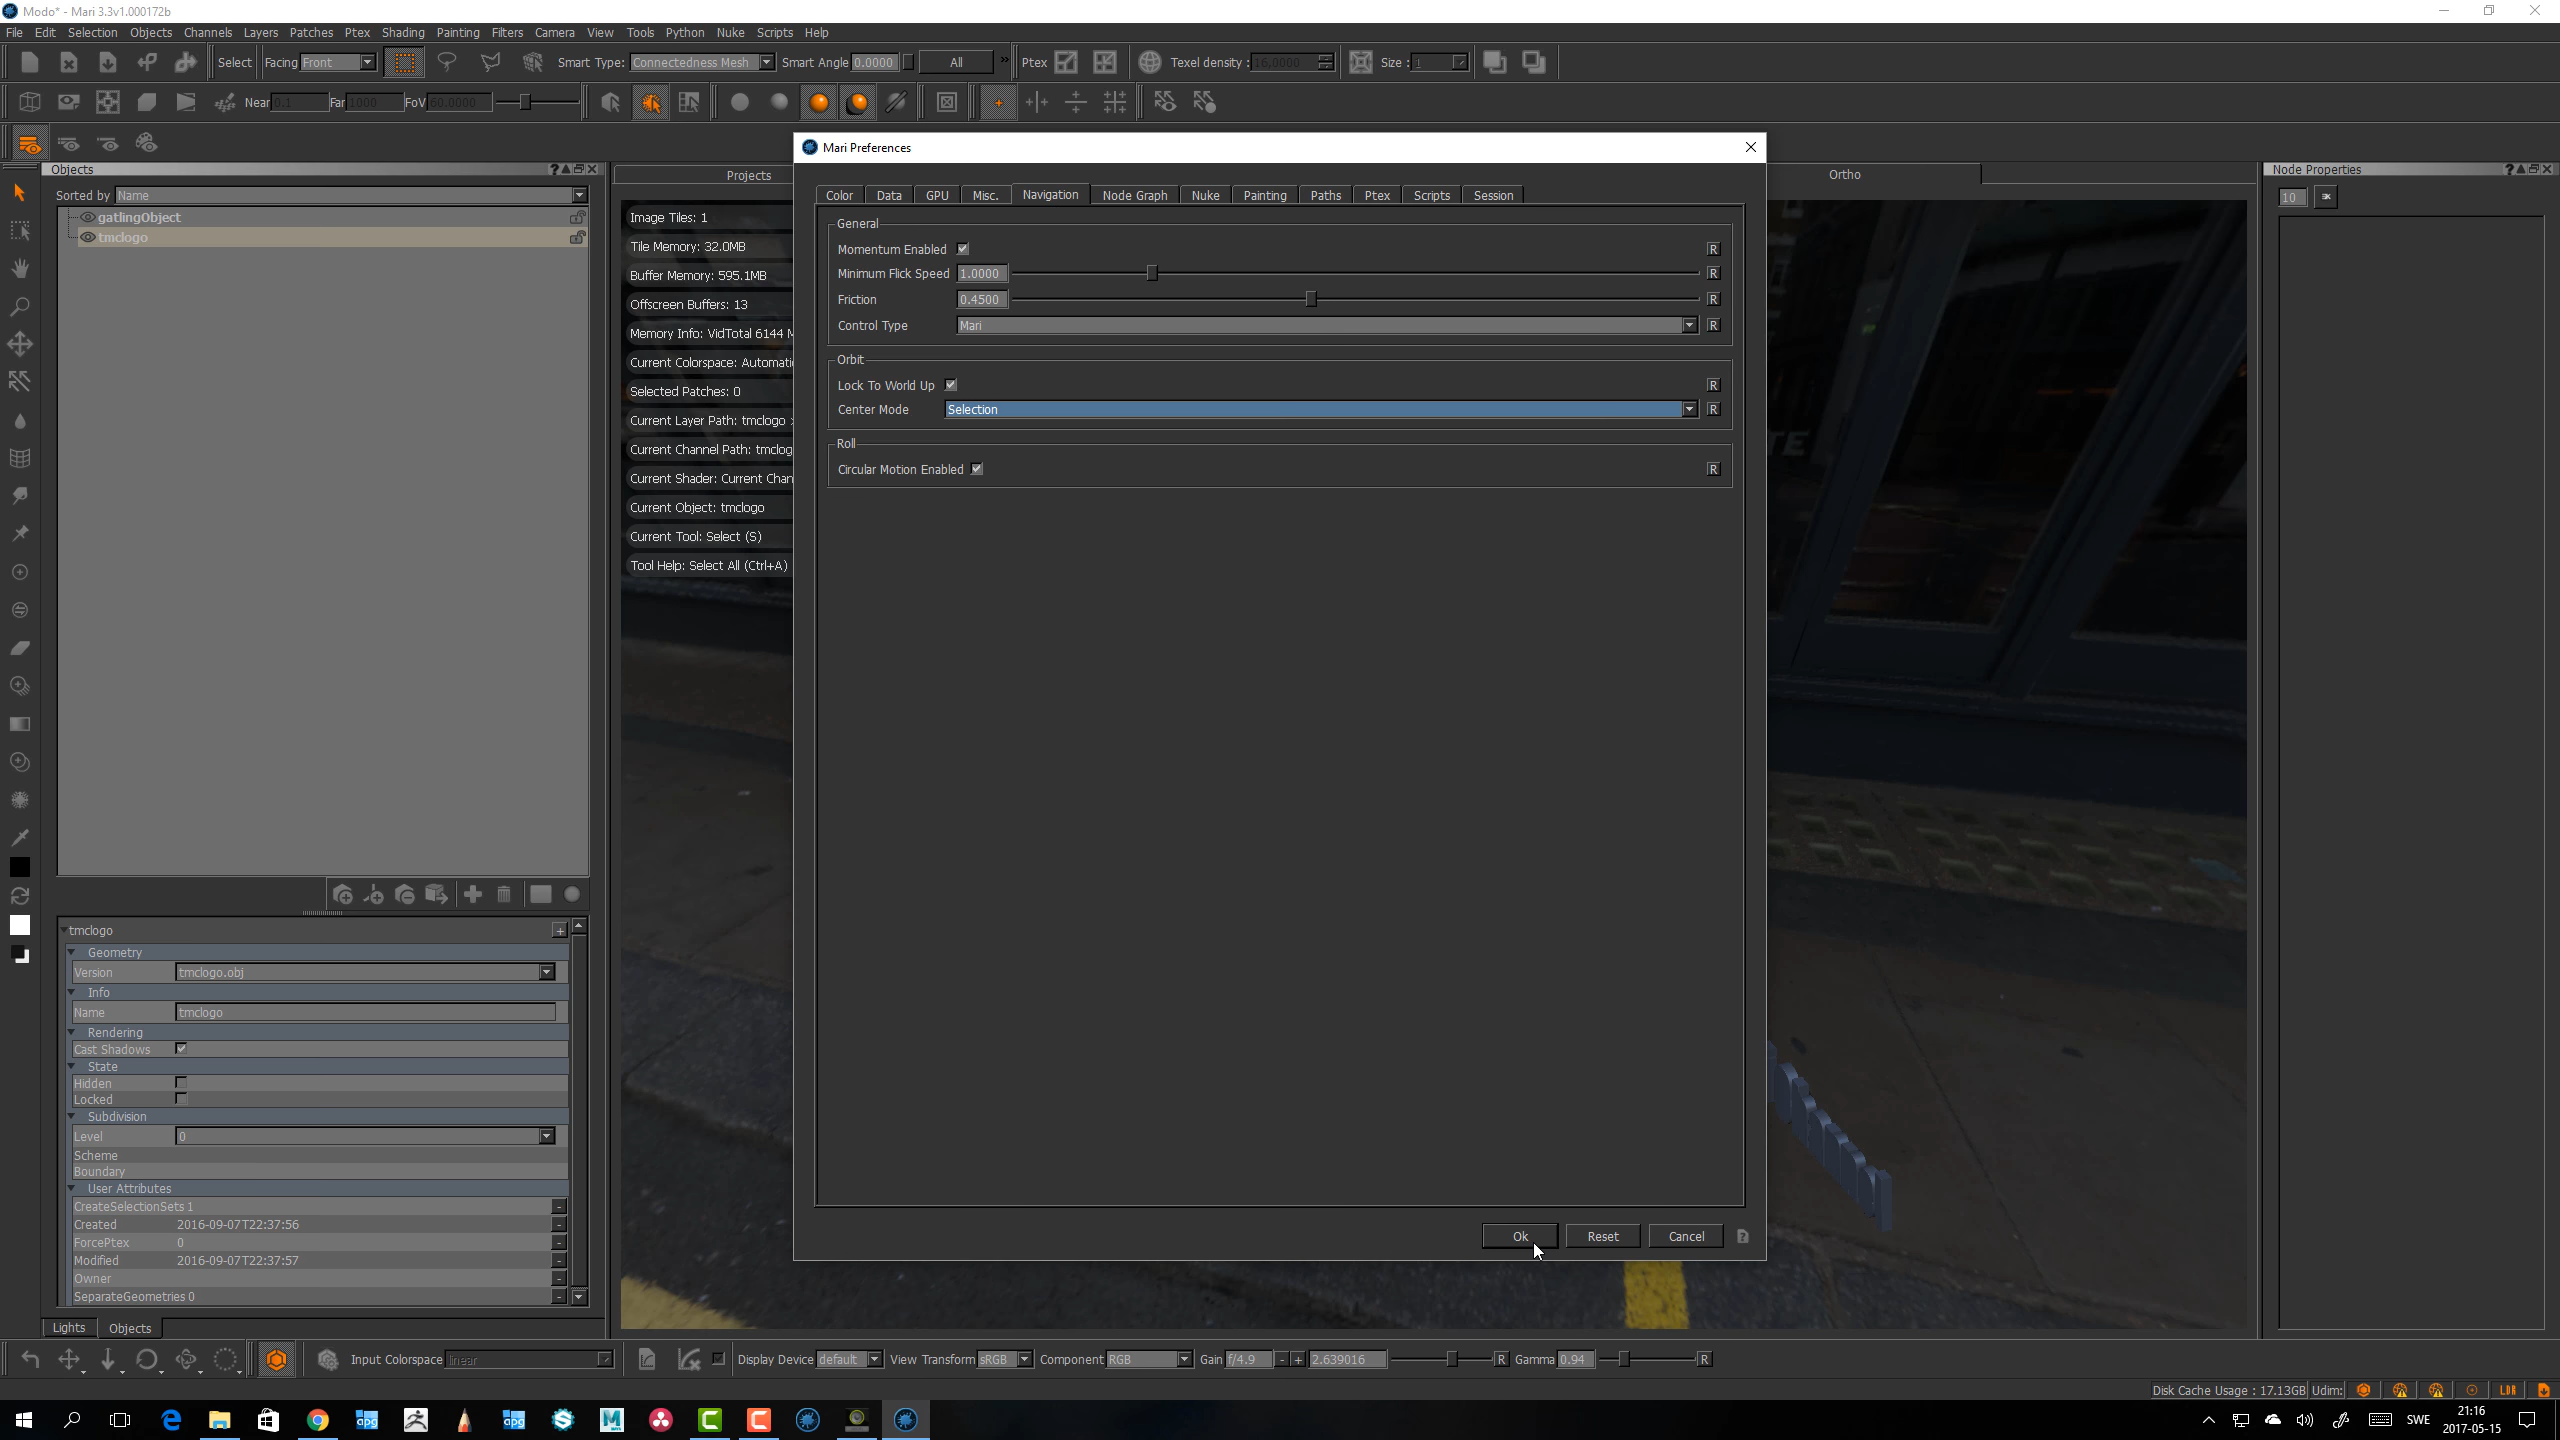 Modo* - Mari 3.3v1.000172b
File Edit Selection Objects Channels Layers Patches Ptex Shading Painting Filters Camera View Tools Python Nuke Scripts Help
Select Facing Front Smart Type: Connectedness Mesh Smart Angle 0.0000 All » Ptex Texel density : 16.0000 Size : 1
Near 0.1 Far 1000 FoV 60.0000
Objects
Sorted by Name
gatlingObject
tmclogo
Projects
Image Tiles: 1
Tile Memory: 32.0MB
Buffer Memory: 595.1MB
Offscreen Buffers: 13
Memory Info: VidTotal 6144 M
Current Colorspace: Automati
Selected Patches: 0
Current Layer Path: tmclogo >
Current Channel Path: tmclog
Current Shader: Current Chan
Current Object: tmclogo
Current Tool: Select (S)
Tool Help: Select All (Ctrl+A)
Mari Preferences
Color Data GPU Misc. Navigation Node Graph Nuke Painting Paths Ptex Scripts Session
General
Momentum Enabled R
Minimum Flick Speed 1.0000 R
Friction 0.4500 R
Control Type Mari R
Orbit
Lock To World Up R
Center Mode Selection R
Roll
Circular Motion Enabled R
Ok Reset Cancel
Ortho
TE
Node Properties
10
tmclogo
Geometry
Version tmclogo.obj
Info
Name tmclogo
Rendering
Cast Shadows
State
Hidden
Locked
Subdivision
Level 0
Scheme
Boundary
User Attributes
CreateSelectionSets 1
Created 2016-09-07T22:37:56
ForcePtex 0
Modified 2016-09-07T22:37:57
Owner
SeparateGeometries 0
Lights Objects
Input Colorspace linear Display Device default View Transform sRGB Component RGB Gain f/4.9 - + 2.639016 R Gamma 0.94 R
Disk Cache Usage : 17.13GB Udim: LDR
SWE
21:16
2017-05-15